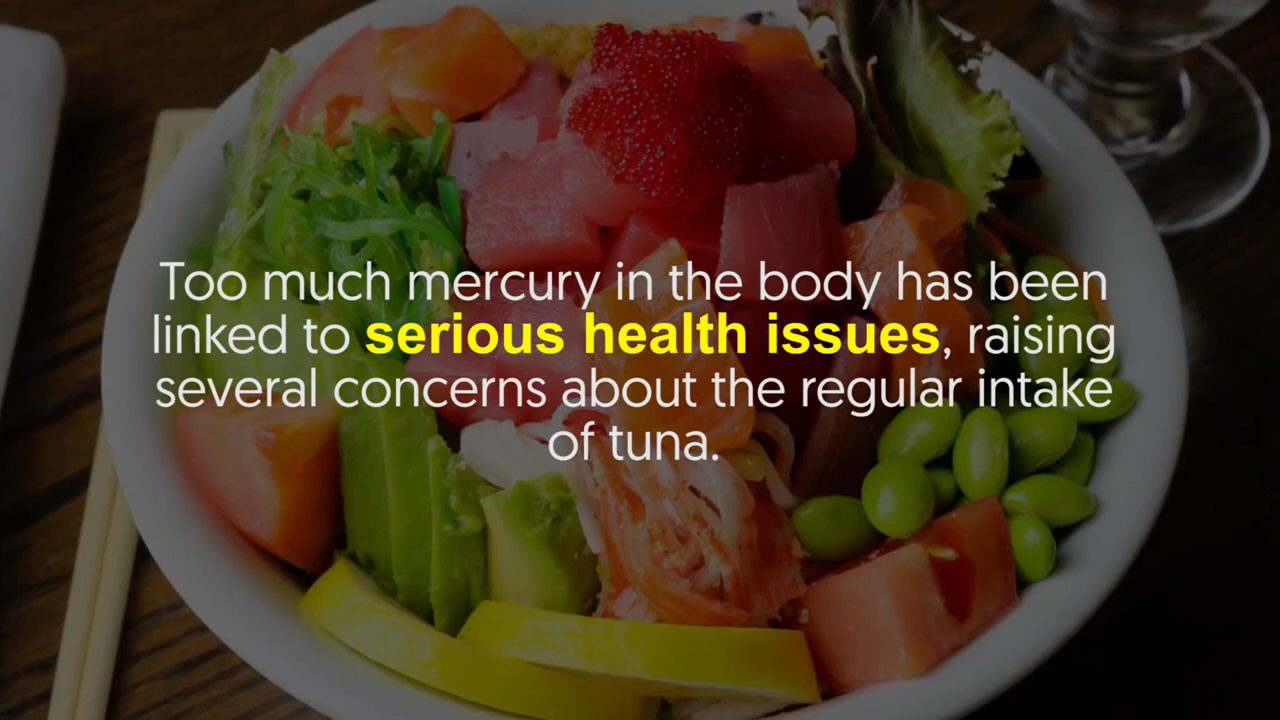 Too much mercury in the body has been
linked to serious health issues, raising
several concerns about the regular intake
of tuna.